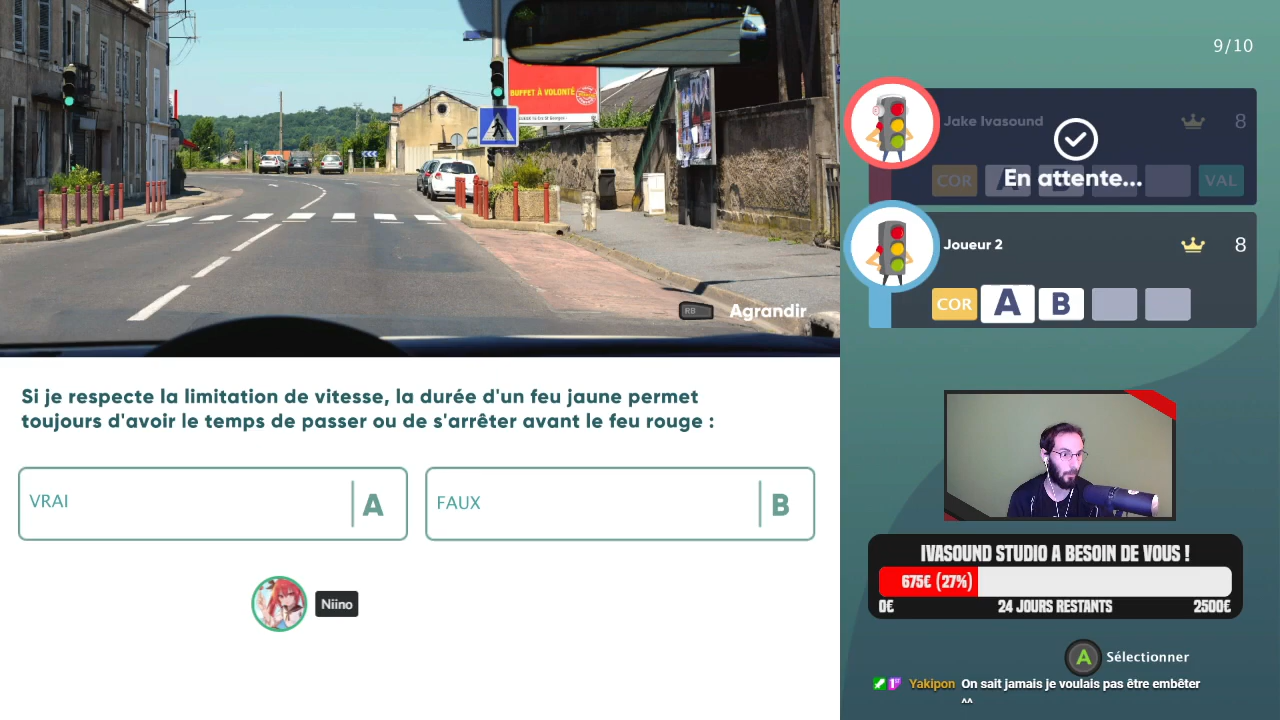 BUFFET À VOLONTÉ
RB
Agrandir
Si je respecte la limitation de vitesse, la durée d'un feu jaune permet
toujours d'avoir le temps de passer ou de s'arrêter avant le feu rouge :
VRAI
A
FAUX
B
Niino
9/10
Jake Ivasound
8
COR
A
B
VAL
En attente...
Joueur 2
8
COR
A
B
IVASOUND STUDIO A BESOIN DE VOUS !
675€ (27%)
0€
24 JOURS RESTANTS
2500€
A
Sélectionner
Yakipon On sait jamais je voulais pas être embêter
^^